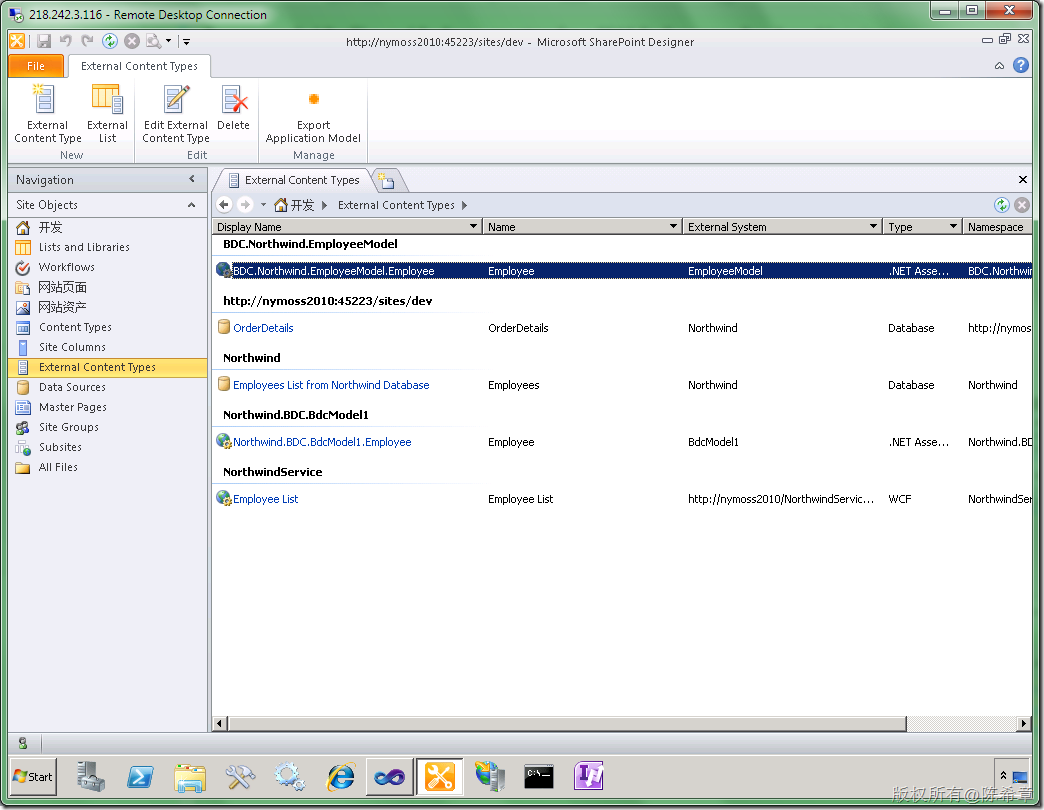 218.242.3.116 - Remote Desktop Connection
http://nymoss2010:45223/sites/dev - Microsoft SharePoint Designer
File
External Content Types
External Content Type
External List
Edit External Content Type
Delete
Export Application Model
New
Edit
Manage
Navigation
Site Objects
开发
Lists and Libraries
Workflows
网站页面
网站资产
Content Types
Site Columns
External Content Types
Data Sources
Master Pages
Site Groups
Subsites
All Files
External Content Types
开发 External Content Types
Display Name Name External System Type Namespace
BDC.Northwind.EmployeeModel
BDC.Northwind.EmployeeModel.Employee Employee EmployeeModel .NET Asse... BDC.Northwin
http://nymoss2010:45223/sites/dev
OrderDetails OrderDetails Northwind Database http://nymos
Northwind
Employees List from Northwind Database Employees Northwind Database Northwind
Northwind.BDC.BdcModel1
Northwind.BDC.BdcModel1.Employee Employee BdcModel1 .NET Asse... Northwind.BD
NorthwindService
Employee List Employee List http://nymoss2010/NorthwindServic... WCF NorthwindSer
Start
C:\_
版权所有@陈希章